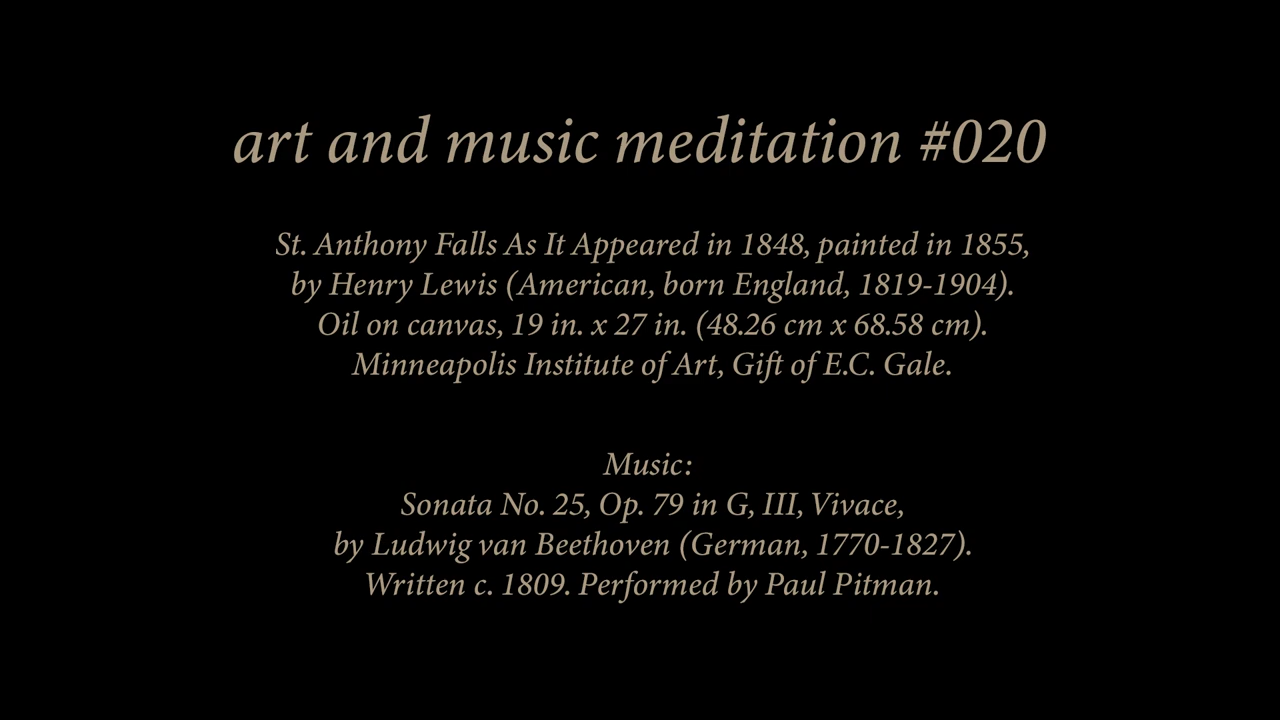 art and music meditation #020
St. Anthony Falls As It Appeared in 1848, painted in 1855,
by Henry Lewis (American, born England, 1819-1904).
Oil on canvas, 19 in. x 27 in. (48.26 cm x 68.58 cm).
Minneapolis Institute of Art, Gift of E.C. Gale.
Music:
Sonata No. 25, Op. 79 in G, III, Vivace,
by Ludwig van Beethoven (German, 1770-1827).
Written c. 1809. Performed by Paul Pitman.